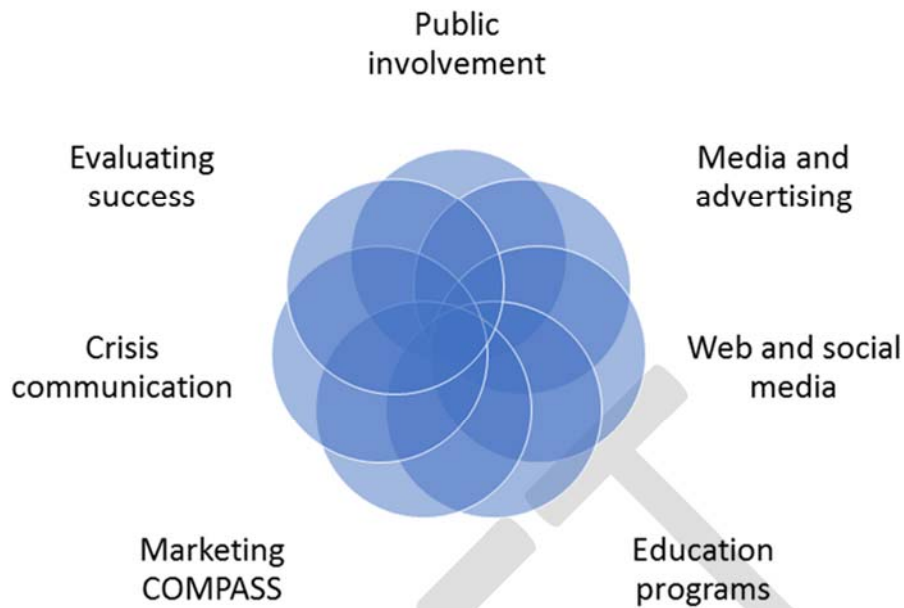 Public
involvement
Media and
advertising
Web and social
media
Education
programs
Marketing
COMPASS
Crisis
communication
Evaluating
success